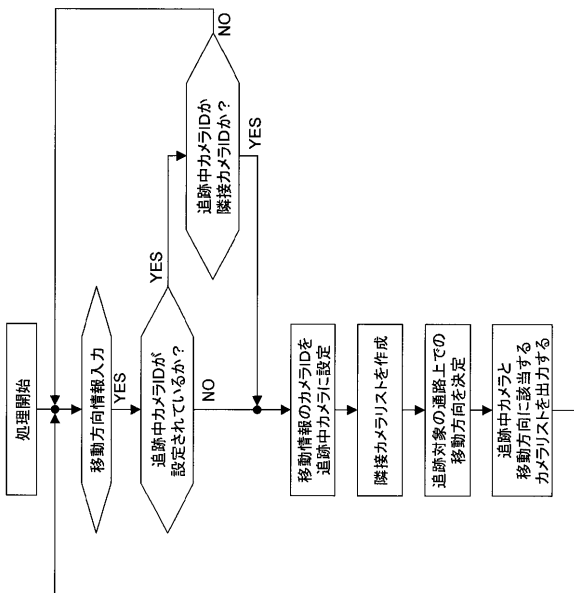 処理開始
移動方向情報入力
YES
追跡中カメラIDが
設定されているか?
YES
NO
追跡中カメラIDか
隣接カメラIDか?
NO
YES
移動情報のカメラIDを
追跡中カメラに設定
隣接カメラリストを作成
追跡対象の通路上での
移動方向を決定
追跡中カメラと
移動方向に該当する
カメラリストを出力する